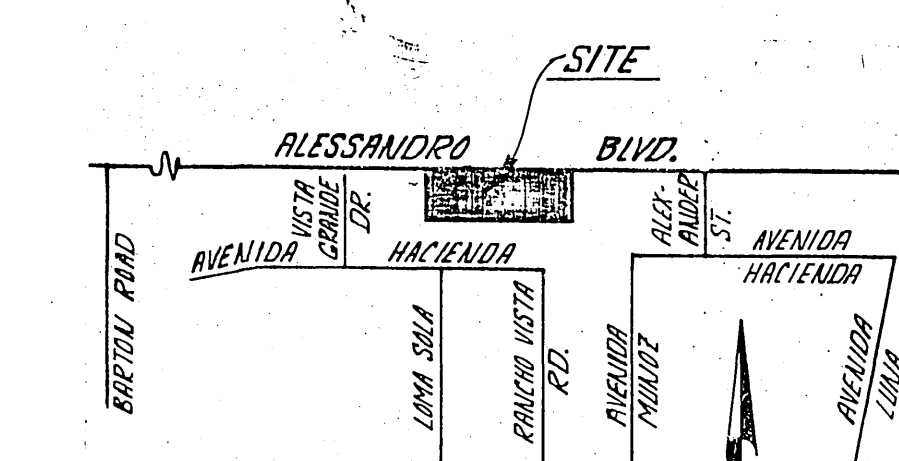 SITE
ALESSANDRO BLVD.
VISTA
GRANDE
DR.
ALEX-
ANDER
ST.
AVENIDA HACIENDA
AVENIDA
HACIENDA
BARTON ROAD
LOMA SOLA
RANCHO VISTA
RD.
AVENIDA
MUNOZ
AVENIDA
LUNA